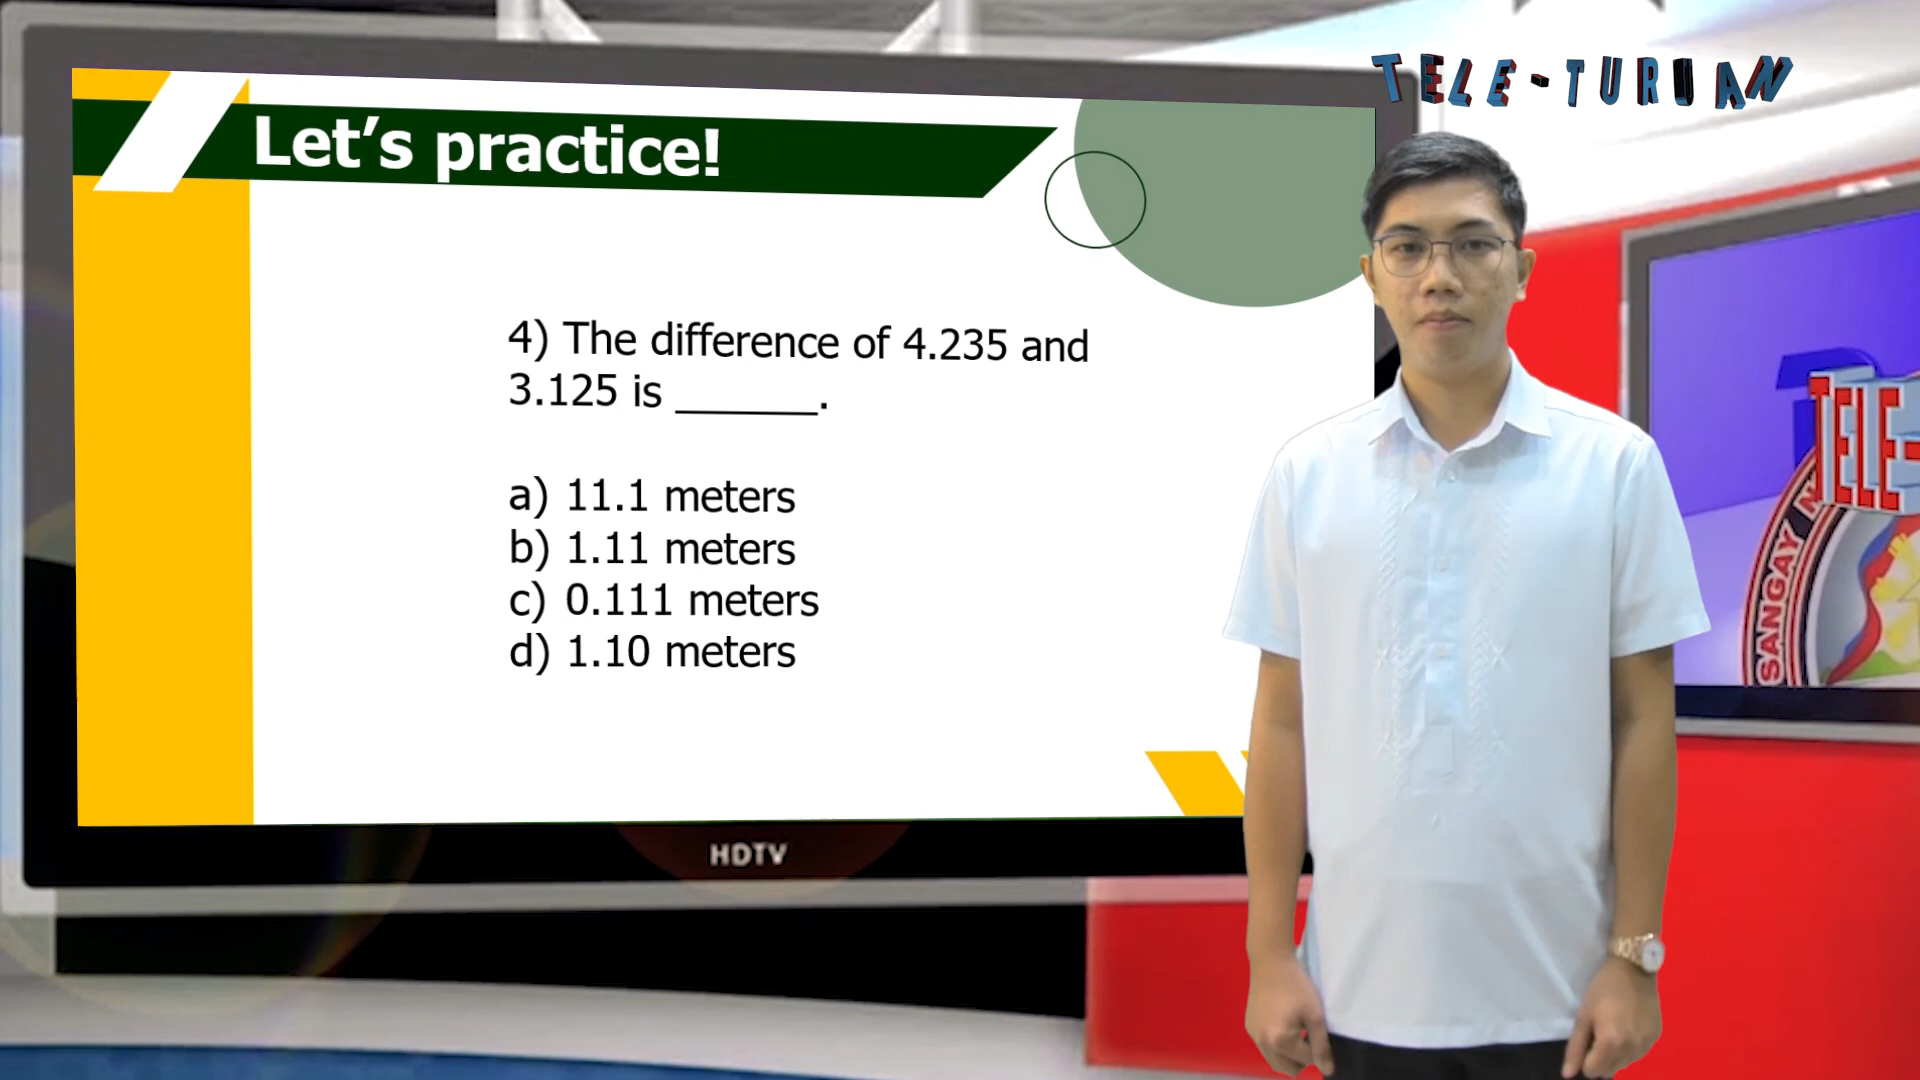 TELE-TURUAN
Let's practice!
4) The difference of 4.235 and
3.125 is ______.
a) 11.1 meters
b) 1.11 meters
c) 0.111 meters
d) 1.10 meters
HDTV
TELE-
SANGAY N